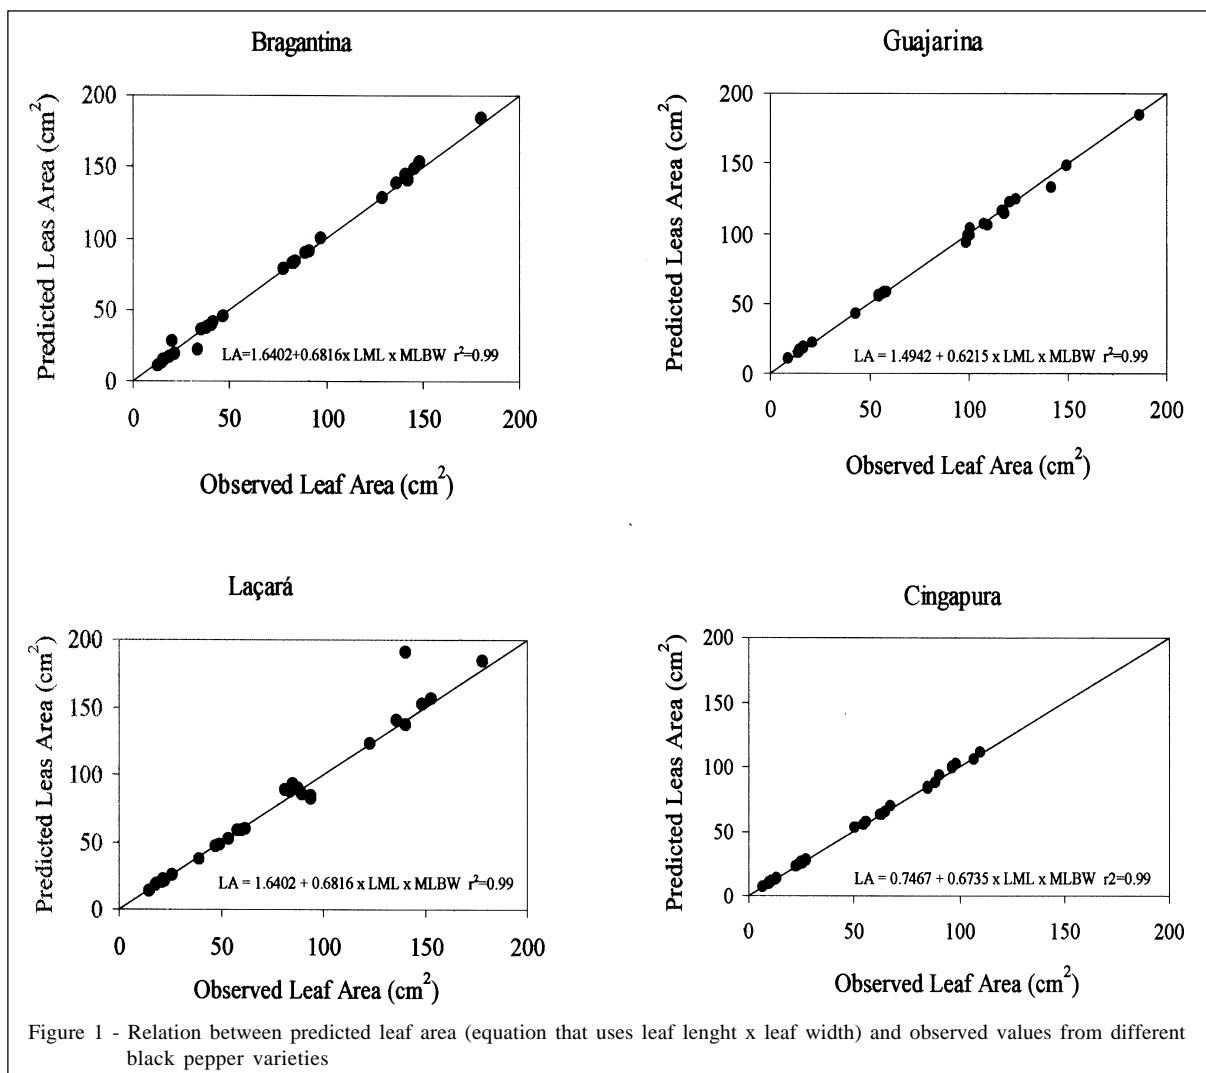 Bragantina
Predicted Leas Area (cm²)
200
150
100
50
0
LA=1.6402+0.6816x LML x MLBW r²=0.99
0 50 100 150 200
Observed Leaf Area (cm²)
Guajarina
Predicted Leas Area (cm²)
200
150
100
50
0
LA = 1.4942 + 0.6215 x LML x MLBW r²=0.99
0 50 100 150 200
Observed Leaf Area (cm²)
Laçará
Predicted Leas Area (cm²)
200
150
100
50
0
LA = 1.6402 + 0.6816 x LML x MLBW r²=0.99
0 50 100 150 200
Observed Leaf Area (cm²)
Cingapura
Predicted Leas Area (cm²)
200
150
100
50
0
LA = 0.7467 + 0.6735 x LML x MLBW r2=0.99
0 50 100 150 200
Observed Leaf Area (cm²)
Figure 1 - Relation between predicted leaf area (equation that uses leaf lenght x leaf width) and observed values from different
black pepper varieties